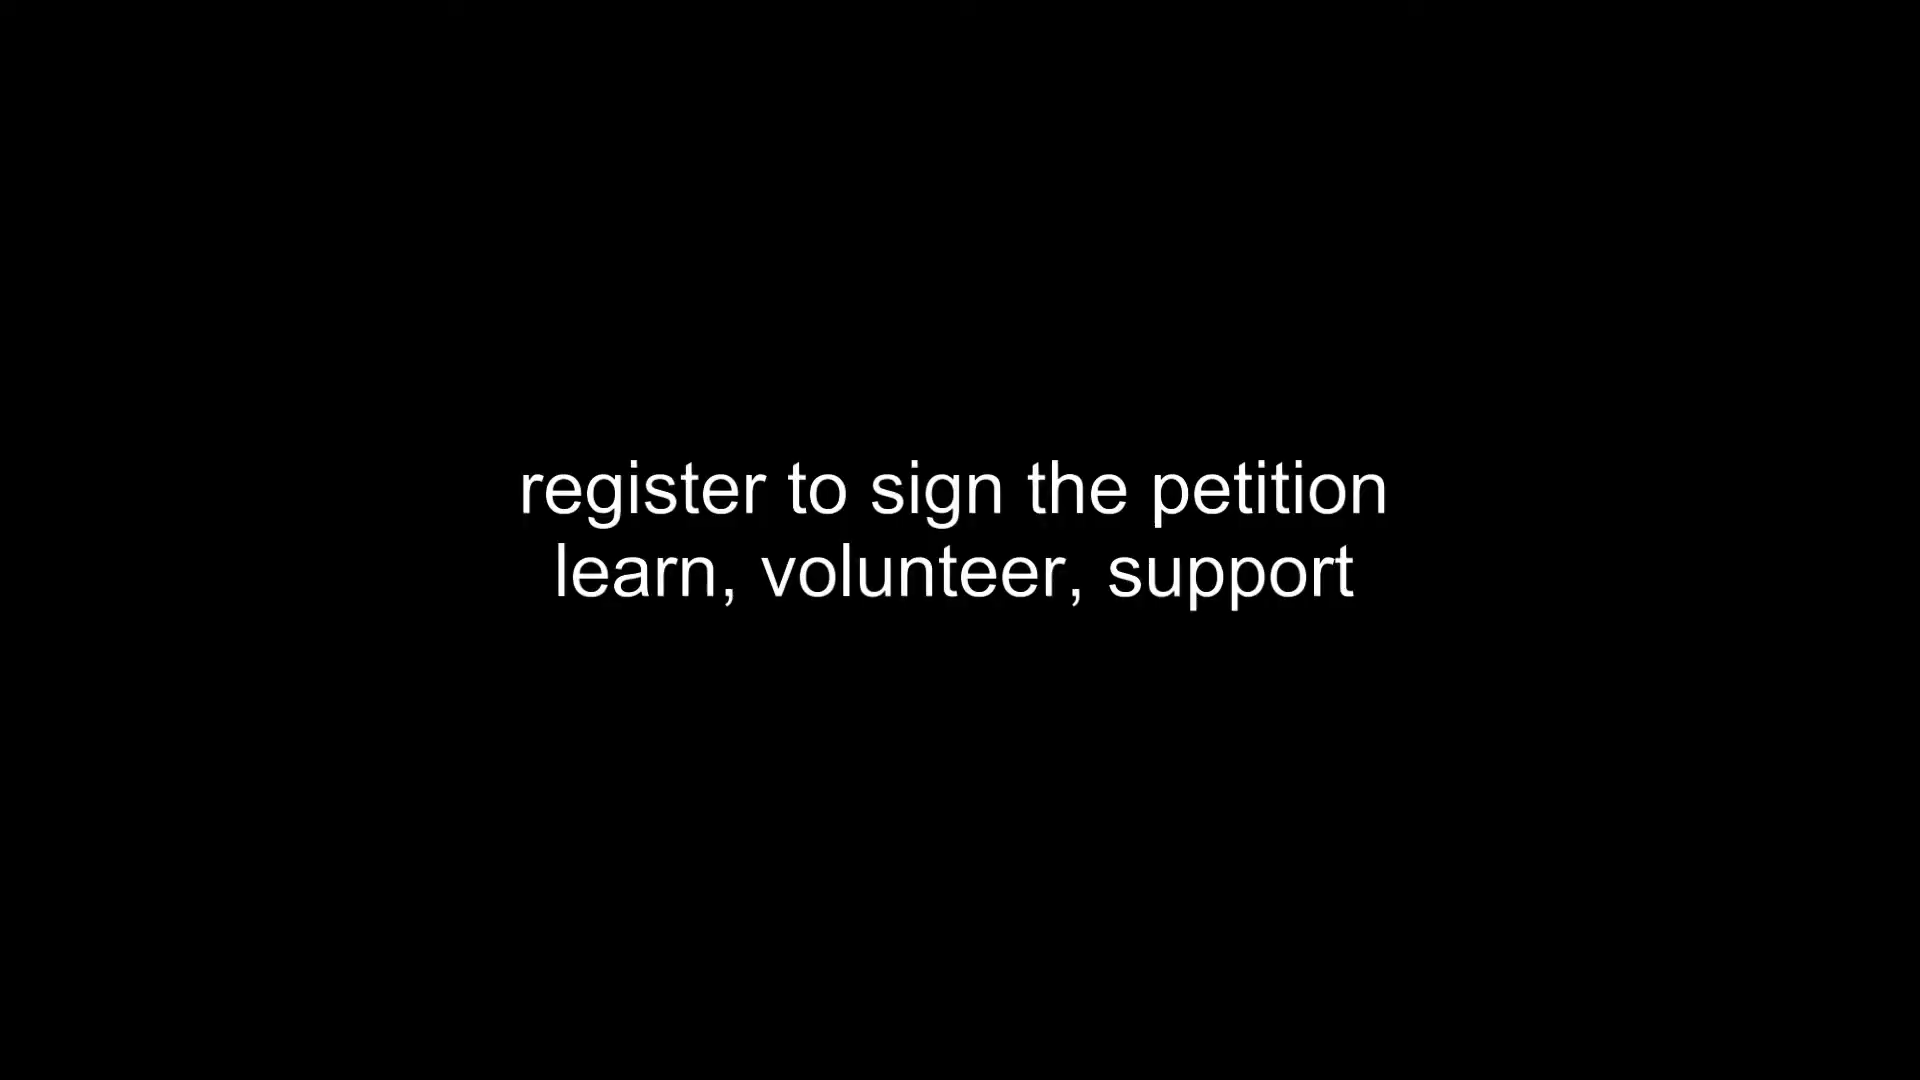 register to sign the petition
learn, volunteer, support